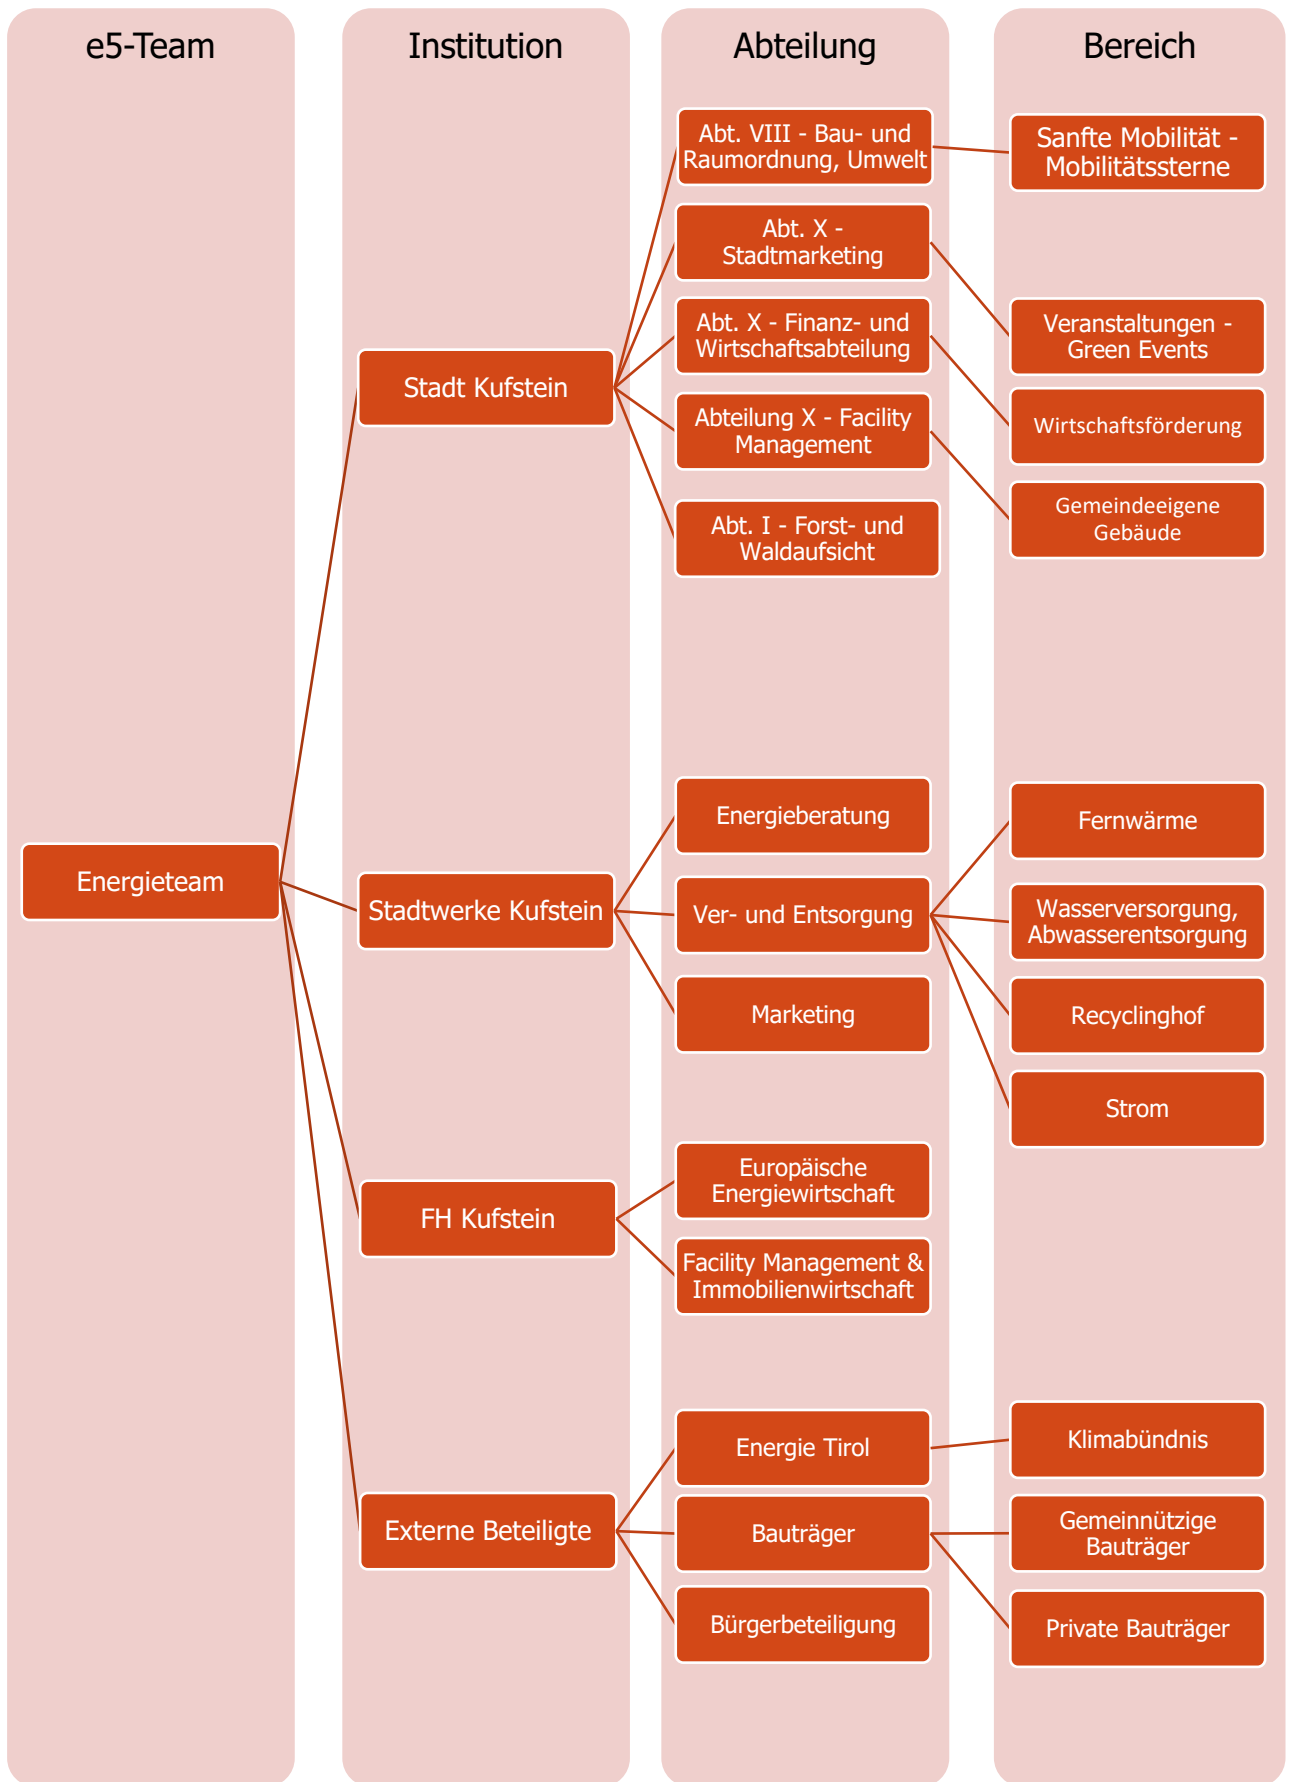 e5-Team
Institution
Abteilung
Bereich
Energieteam
Stadt Kufstein
Stadtwerke Kufstein
FH Kufstein
Externe Beteiligte
Abt. VIII - Bau- und
Raumordnung, Umwelt
Abt. X -
Stadtmarketing
Abt. X - Finanz- und
Wirtschaftsabteilung
Abteilung X - Facility
Management
Abt. I - Forst- und
Waldaufsicht
Energieberatung
Ver- und Entsorgung
Marketing
Europäische
Energiewirtschaft
Facility Management &
Immobilienwirtschaft
Energie Tirol
Bauträger
Bürgerbeteiligung
Sanfte Mobilität -
Mobilitätssterne
Veranstaltungen -
Green Events
Wirtschaftsförderung
Gemeindeeigene
Gebäude
Fernwärme
Wasserversorgung,
Abwasserentsorgung
Recyclinghof
Strom
Klimabündnis
Gemeinnützige
Bauträger
Private Bauträger